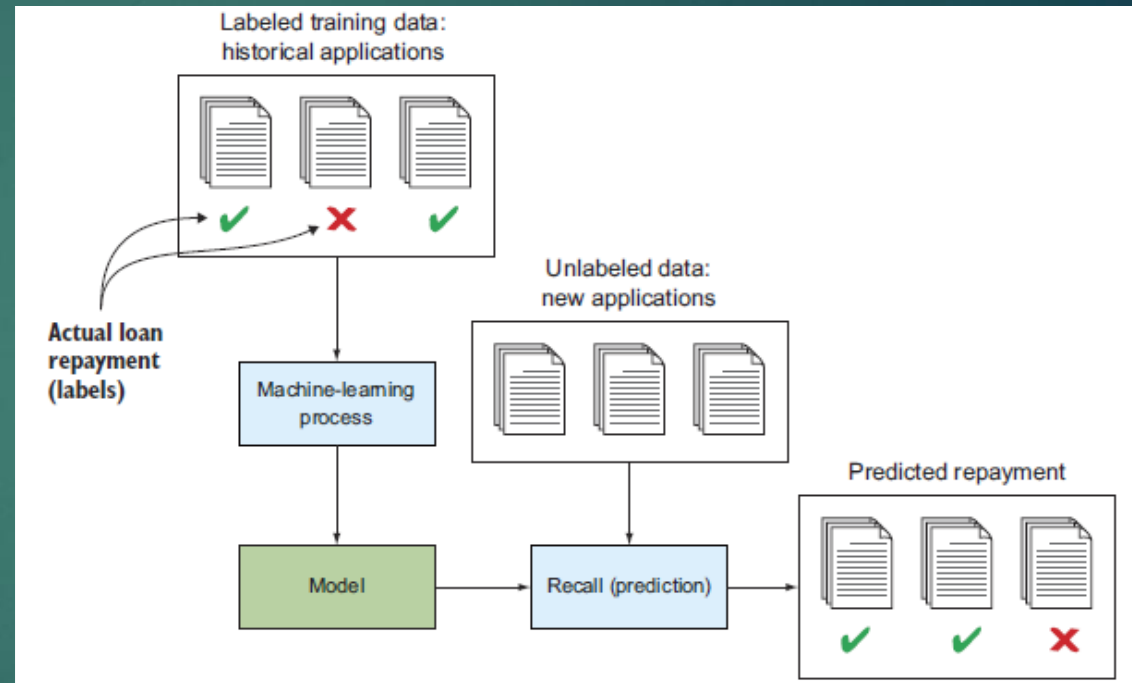 Labeled training data:
historical applications
Actual loan
repayment
(labels)
Unlabeled data:
new applications
Machine-learning
process
Predicted repayment
Model
Recall (prediction)